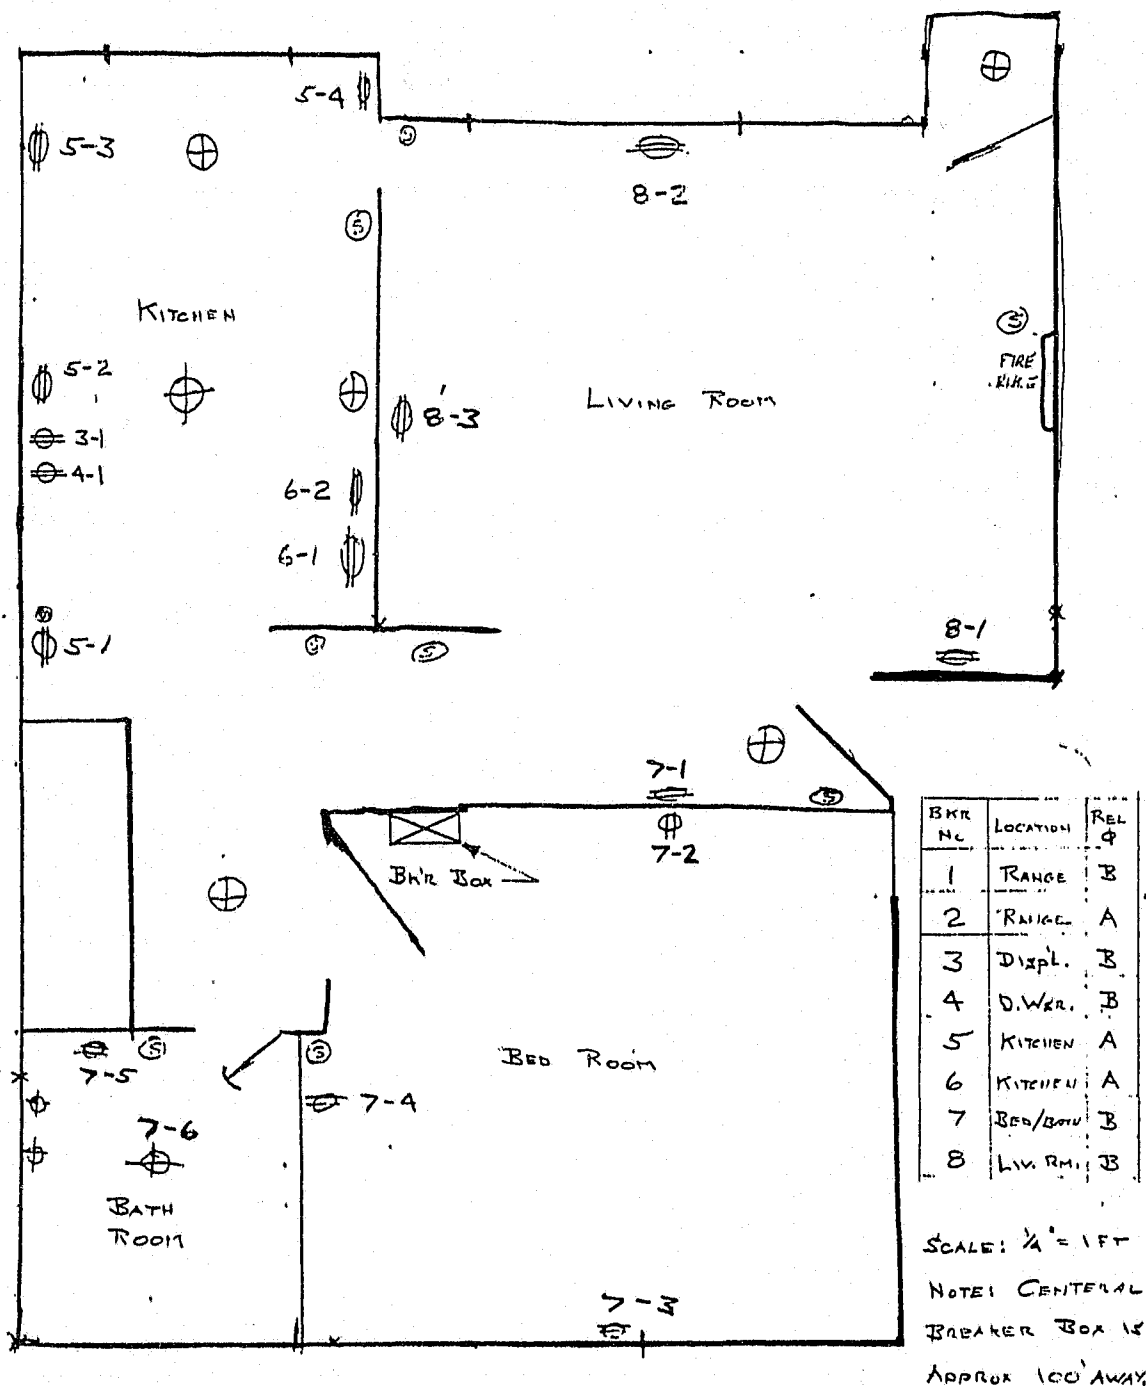 5-4
5-3
8-2
S
KITCHEN
S
5-2
FIRE
LIVING ROOM
8-3
3-1
4-1
6-2
6-1
5-1
S
8-1
7-1
S
7-2
BK'R BOX
BKR NO LOCATION REL Φ
1 RANGE B
2 RANGE A
3 DISP'L. B
4 D.WSR. B
5 KITCHEN A
6 KITCHEN A
7 BED/BATH B
8 LIV. RM. B
S
S
BED ROOM
7-5
7-4
7-6
BATH
ROOM
7-3
SCALE: ¼" = 1 FT
NOTE: CENTERAL
BREAKER BOX IS
APPROX 100' AWAY